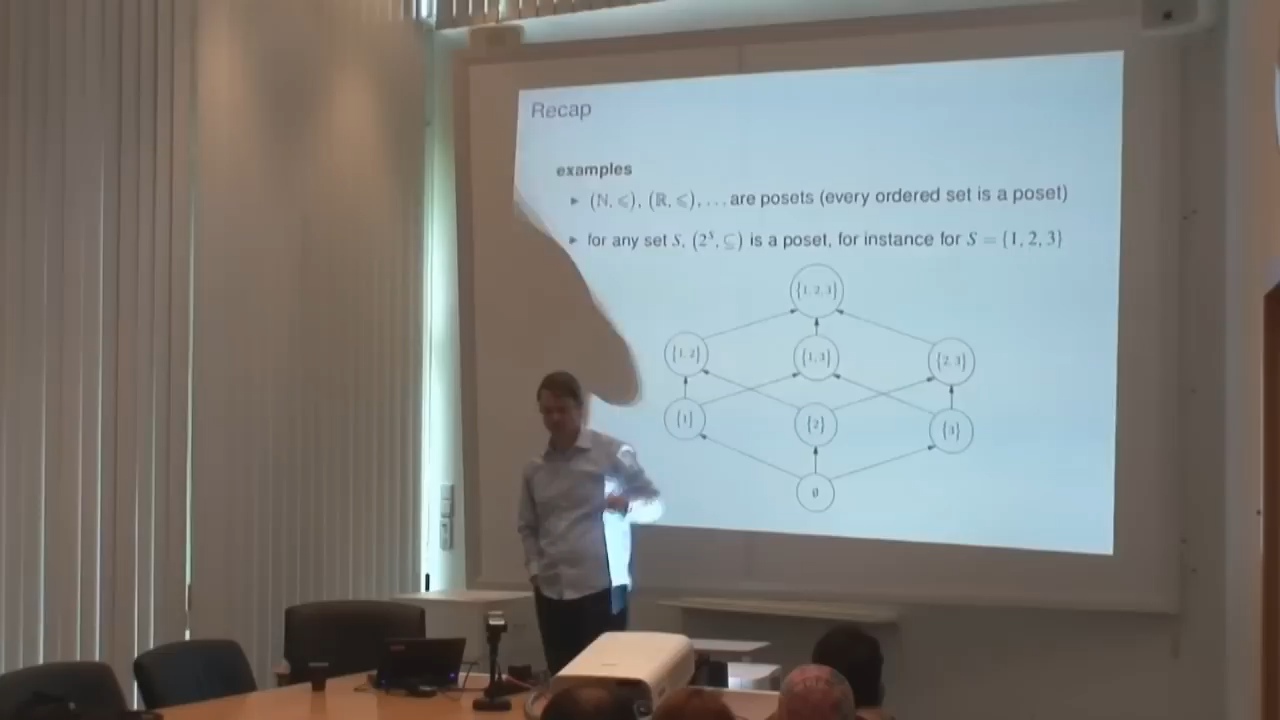 Recap
examples
▸ (ℕ, ⩽), (ℝ, ⩽), … are posets (every ordered set is a poset)
▸ for any set S, (2^S, ⊆) is a poset, for instance for S = {1, 2, 3}
{1, 2, 3}
{1, 2} {1, 3} {2, 3}
{1} {2} {3}
∅